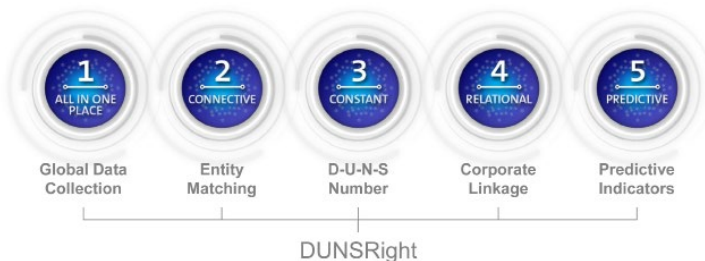 1
ALL IN ONE
PLACE
2
CONNECTIVE
3
CONSTANT
4
RELATIONAL
5
PREDICTIVE
Global Data
Collection
Entity
Matching
D-U-N-S
Number
Corporate
Linkage
Predictive
Indicators
DUNSRight